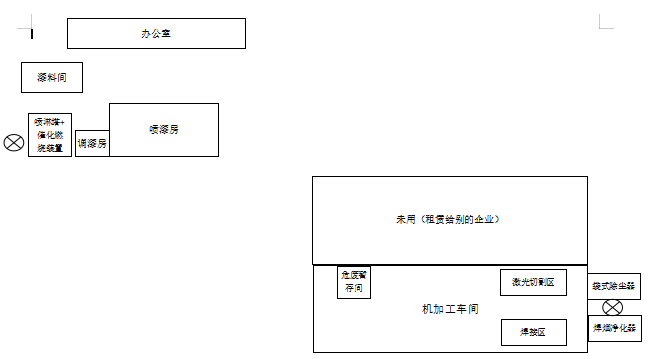 办公室
漆料间
喷淋塔+
催化燃
烧装置
调漆房
喷漆房
未用（租赁给别的企业）
危废暂
存间
激光切割区
袋式除尘器
机加工车间
焊接区
焊烟净化器